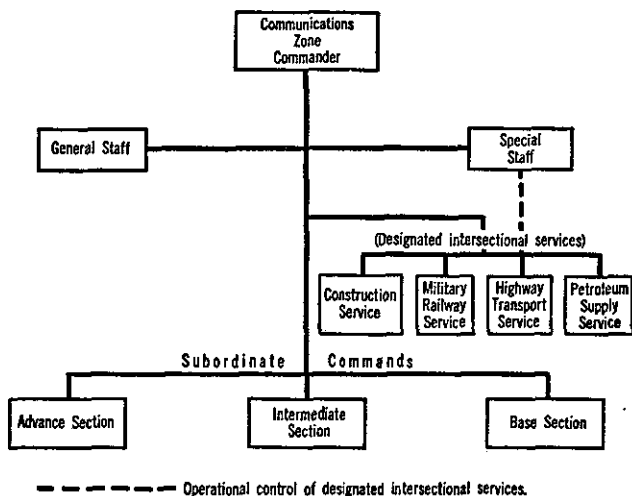 Communications
Zone
Commander
General Staff
Special
Staff
(Designated intersectional services)
Construction
Service
Military
Railway
Service
Highway
Transport
Service
Petroleum
Supply
Service
Subordinate Commands
Advance Section
Intermediate
Section
Base Section
Operational control of designated intersectional services.